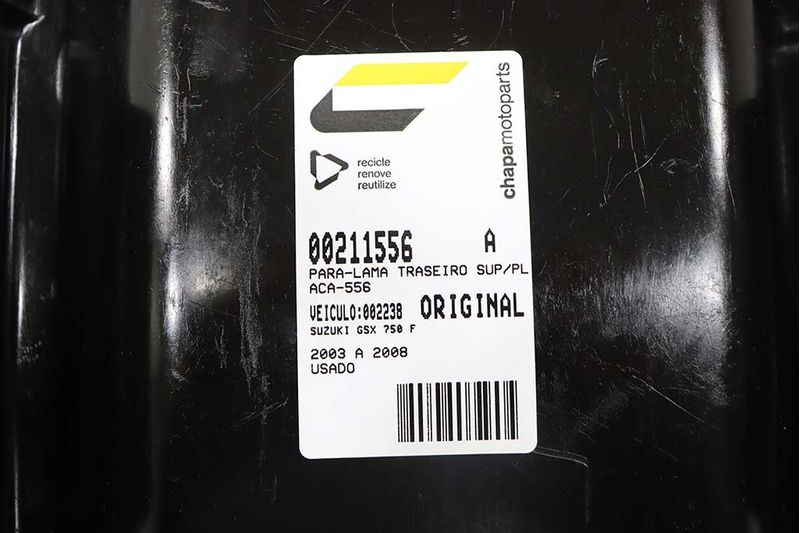 chapamotoparts
recicle
renove
reutilize
00211556 A
PARA-LAMA TRASEIRO SUP/PL
ACA-556
VEICULO:002238 ORIGINAL
SUZUKI GSX 750 F
2003 A 2008
USADO